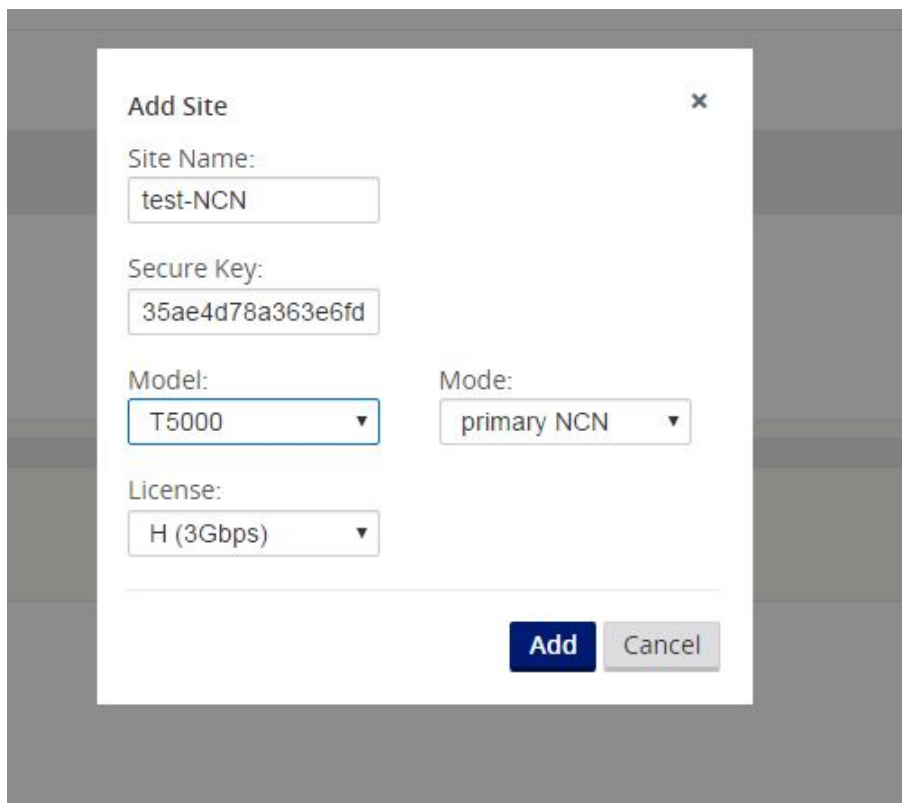 Add Site
Site Name:
test-NCN
Secure Key:
35ae4d78a363e6fd
Model: Mode:
T5000 primary NCN
License:
H (3Gbps)
Add Cancel